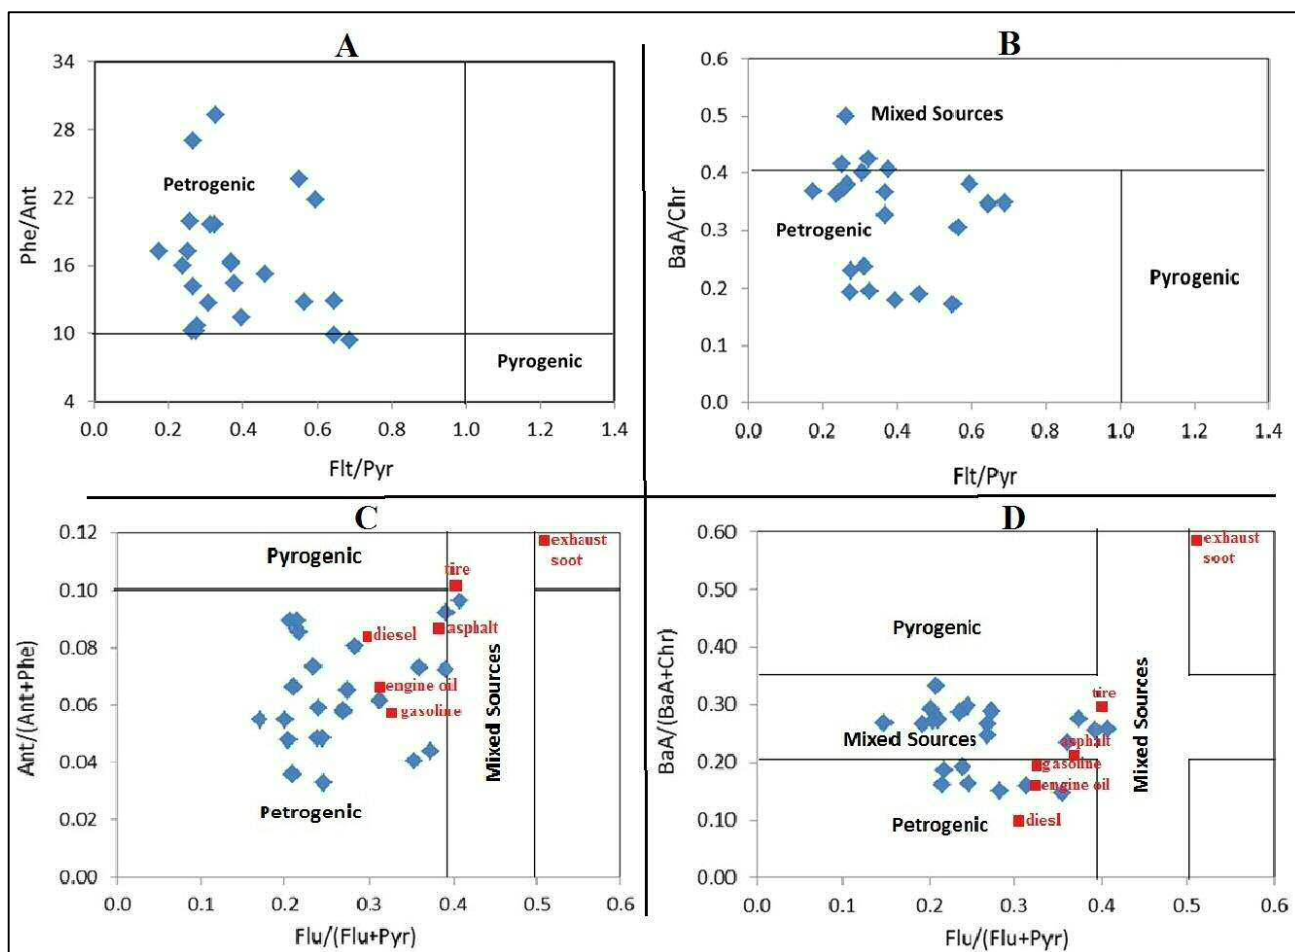 A
34
28
22
16
10
4
Phe/Ant
Petrogenic
Pyrogenic
0.0 0.2 0.4 0.6 0.8 1.0 1.2 1.4
Flt/Pyr
B
0.6
0.5
0.4
0.3
0.2
0.1
0.0
BaA/Chr
Mixed Sources
Petrogenic
Pyrogenic
0.0 0.2 0.4 0.6 0.8 1.0 1.2 1.4
Flt/Pyr
C
0.12
0.10
0.08
0.06
0.04
0.02
0.00
Ant/(Ant+Phe)
Pyrogenic
exhaust
soot
tire
diesel
asphalt
engine oil
gasoline
Mixed Sources
Petrogenic
0.0 0.1 0.2 0.3 0.4 0.5 0.6
Flu/(Flu+Pyr)
D
0.60
0.50
0.40
0.30
0.20
0.10
0.00
BaA/(BaA+Chr)
exhaust
soot
Pyrogenic
tire
Mixed Sources
asphalt
gasoline
engine oil
diesl
Mixed Sources
Petrogenic
0.0 0.1 0.2 0.3 0.4 0.5 0.6
Flu/(Flu+Pyr)